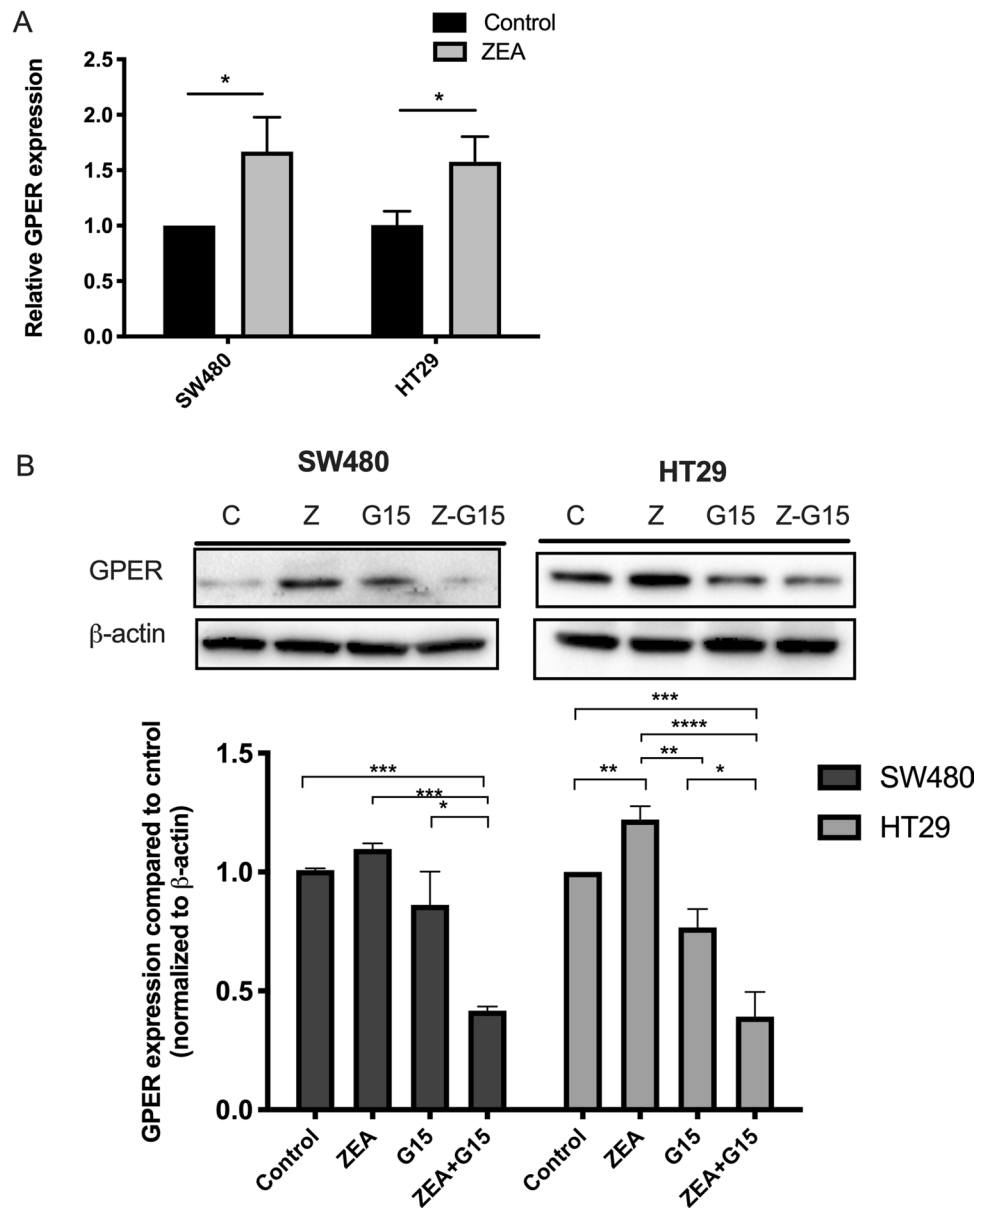 A
Control
ZEA
Relative GPER expression
2.5
2.0
1.5
1.0
0.5
0.0
*
*
SW480
HT29
B
SW480
HT29
C Z G15 Z-G15
C Z G15 Z-G15
GPER
β-actin
GPER expression compared to cntrol
(normalized to β-actin)
1.5
1.0
0.5
0.0
***
***
*
***
****
**
** *
SW480
HT29
Control ZEA G15 ZEA+G15
Control ZEA G15 ZEA+G15